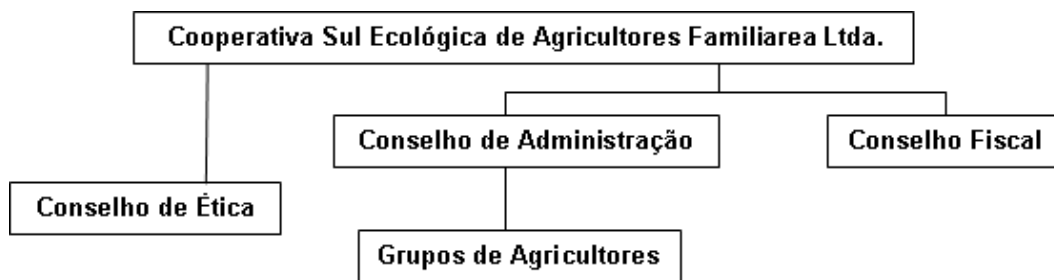 Cooperativa Sul Ecológica de Agricultores Familiarea Ltda.
Conselho de Administração
Conselho Fiscal
Conselho de Ética
Grupos de Agricultores